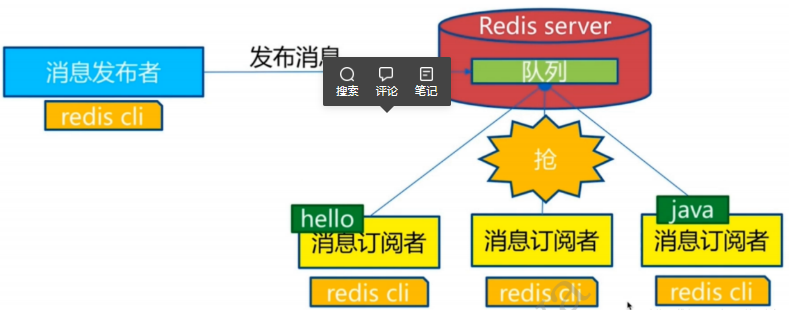 Redis server
发布消息
消息发布者
队列
搜索 评论 笔记
redis cli
抢
hello
java
消息订阅者
消息订阅者
消息订阅者
redis cli
redis cli
redis cli